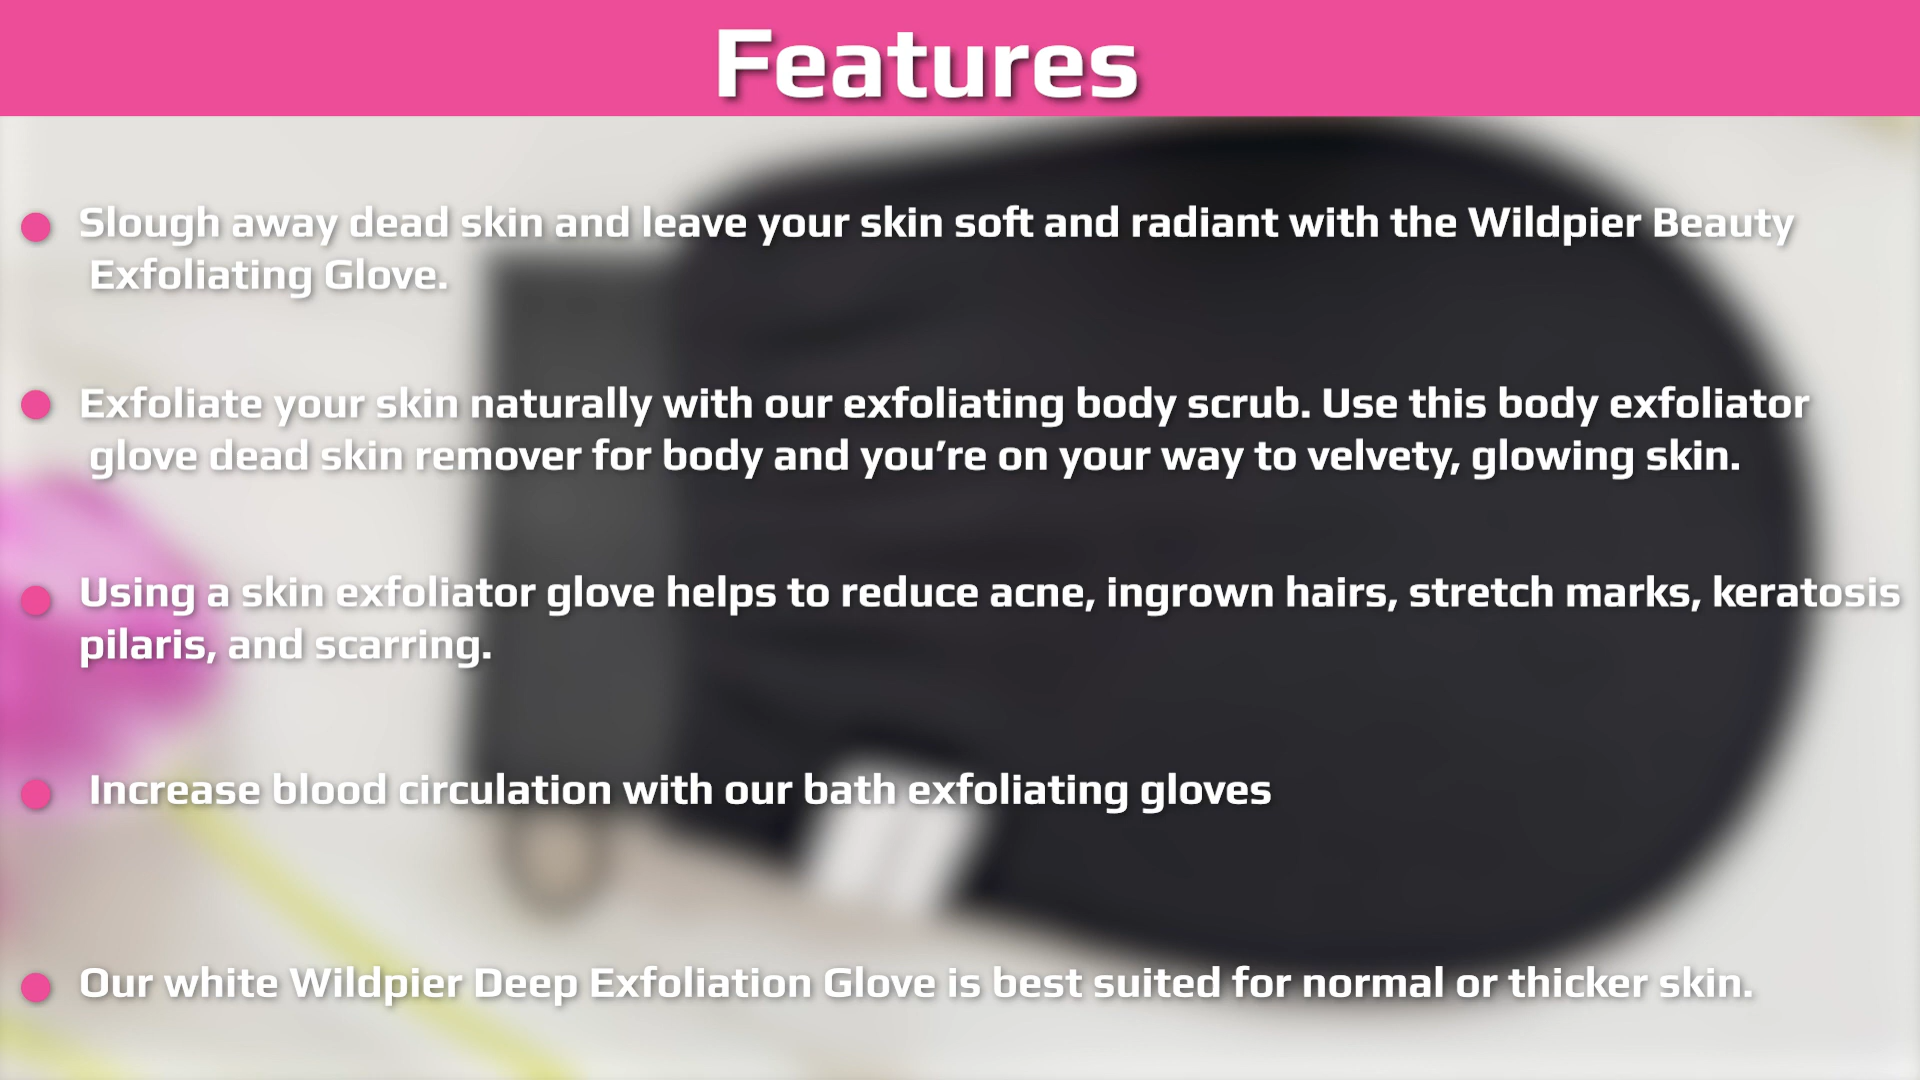 Features
Slough away dead skin and leave your skin soft and radiant with the Wildpier Beauty
Exfoliating Glove.
Exfoliate your skin naturally with our exfoliating body scrub. Use this body exfoliator
glove dead skin remover for body and you’re on your way to velvety, glowing skin.
Using a skin exfoliator glove helps to reduce acne, ingrown hairs, stretch marks, keratosis
pilaris, and scarring.
Increase blood circulation with our bath exfoliating gloves
Our white Wildpier Deep Exfoliation Glove is best suited for normal or thicker skin.